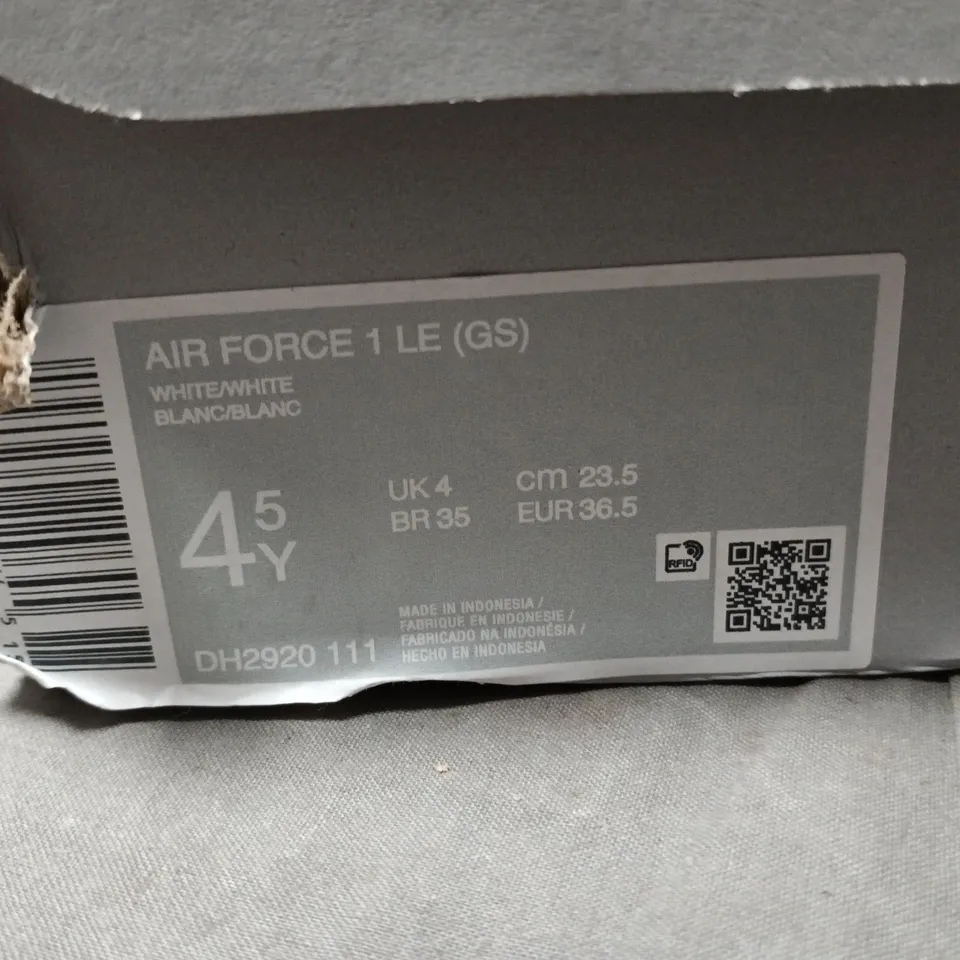 AIR FORCE 1 LE (GS)
WHITE/WHITE
BLANC/BLANC
4 5 Y
UK 4
cm 23.5
BR 35
EUR 36.5
RFID
MADE IN INDONESIA /
FABRIQUE EN INDONESIE /
FABRICADO NA INDONÉSIA /
HECHO EN INDONESIA
DH2920 111